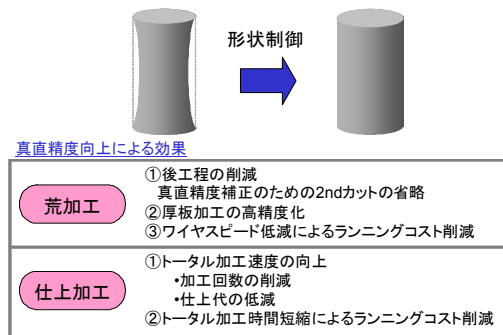 形状制御
真直精度向上による効果
荒加工
①後工程の削減
真直精度補正のための2ndカットの省略
②厚板加工の高精度化
③ワイヤスピード低減によるランニングコスト削減
仕上加工
①トータル加工速度の向上
•加工回数の削減
•仕上代の低減
②トータル加工時間短縮によるランニングコスト削減